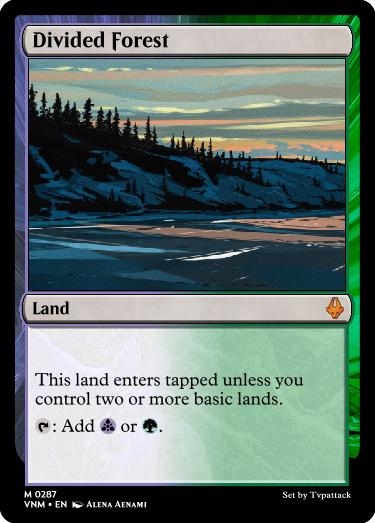 Divided Forest
Land
This land enters tapped unless you
control two or more basic lands.
: Add or .
M 0287
VNM • EN Alena Aenami
Set by Tvpattack